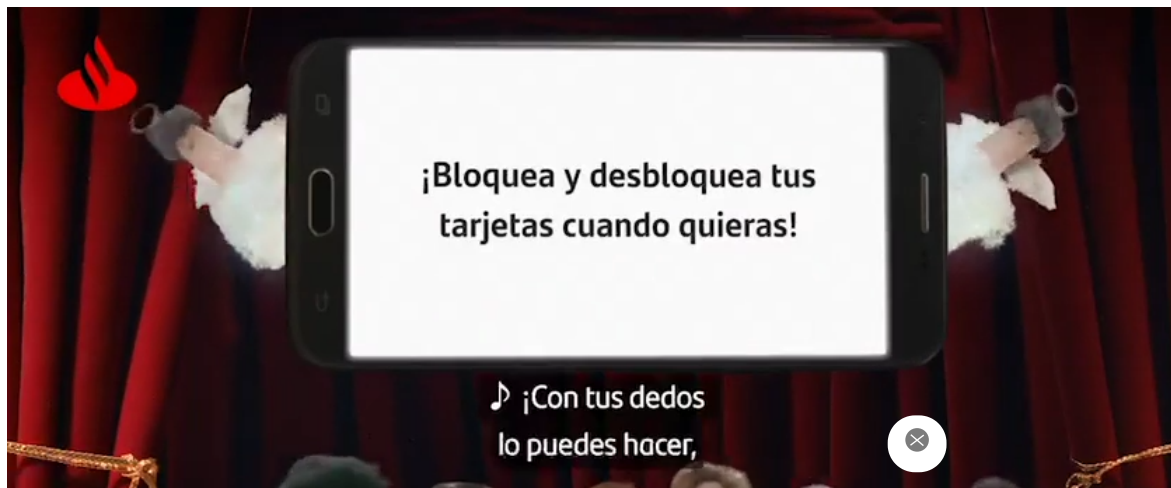 ¡Bloquea y desbloquea tus
tarjetas cuando quieras!
♪ ¡Con tus dedos
lo puedes hacer,